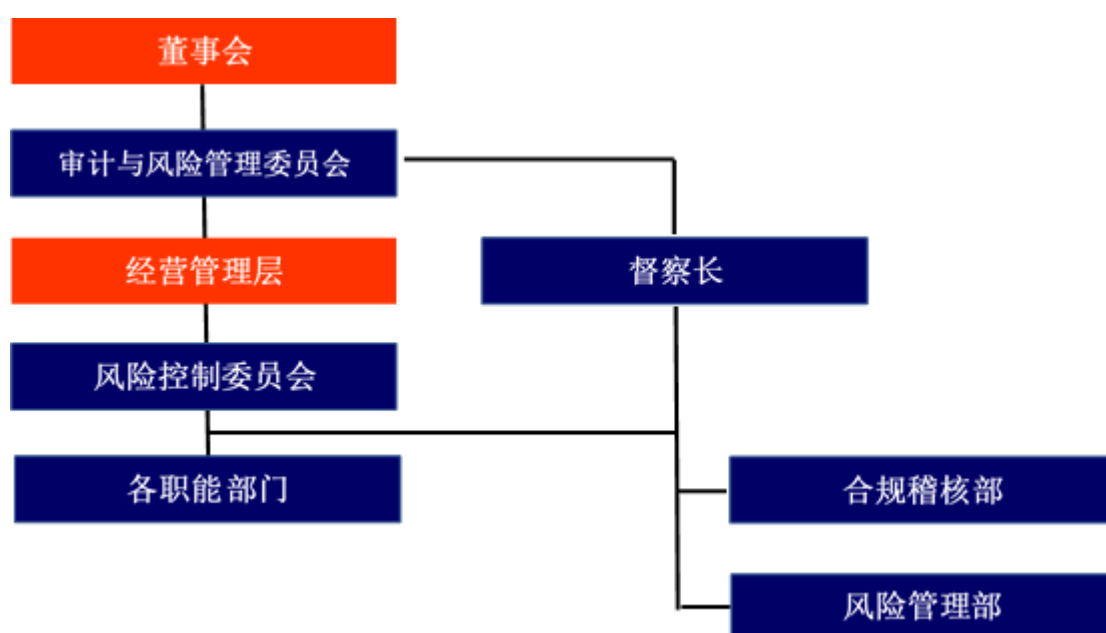 董事会
审计与风险管理委员会
经营管理层
督察长
风险控制委员会
各职能部门
合规稽核部
风险管理部